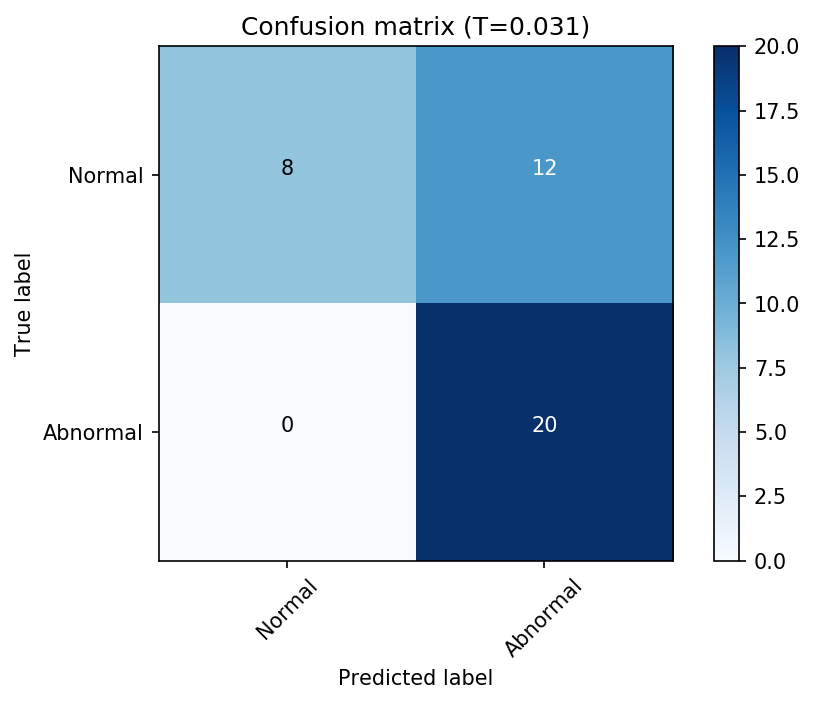 Confusion matrix (T=0.031)
True label
Normal
8
12
Abnormal
0
20
Normal
Abnormal
Predicted label
20.0
17.5
15.0
12.5
10.0
7.5
5.0
2.5
0.0